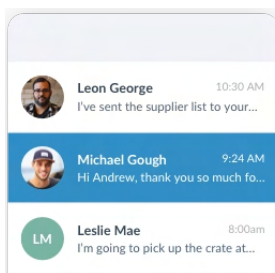 Leon George 10:30 AM
I've sent the supplier list to your...
Michael Gough 9:24 AM
Hi Andrew, thank you so much fo...
LM Leslie Mae 8:00am
I'm going to pick up the crate at...